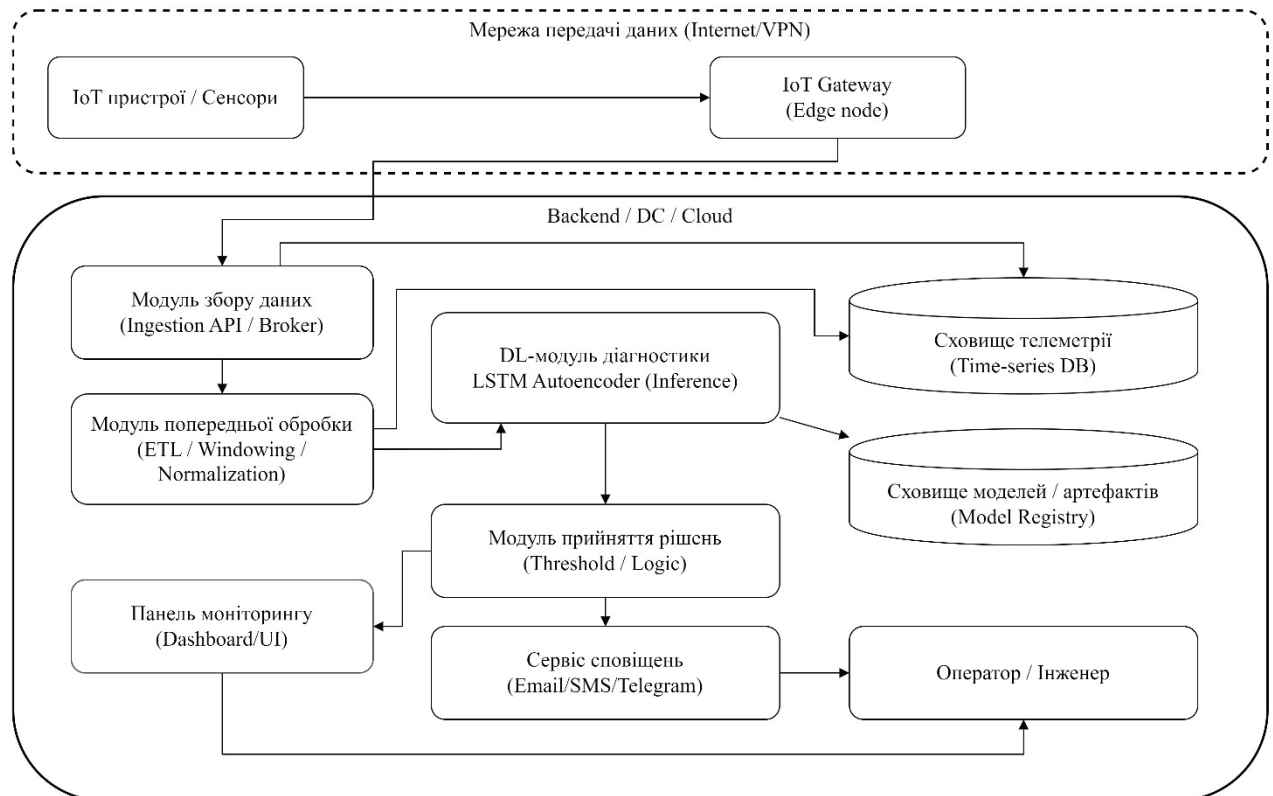 Мережа передачі даних (Internet/VPN)
IoT пристрої / Сенсори
IoT Gateway
(Edge node)
Backend / DC / Cloud
Модуль збору даних
(Ingestion API / Broker)
DL-модуль діагностики
LSTM Autoencoder (Inference)
Сховище телеметрії
(Time-series DB)
Модуль попередньої обробки
(ETL / Windowing /
Normalization)
Сховище моделей / артефактів
(Model Registry)
Модуль прийняття рішень
(Threshold / Logic)
Панель моніторингу
(Dashboard/UI)
Сервіс сповіщень
(Email/SMS/Telegram)
Оператор / Інженер